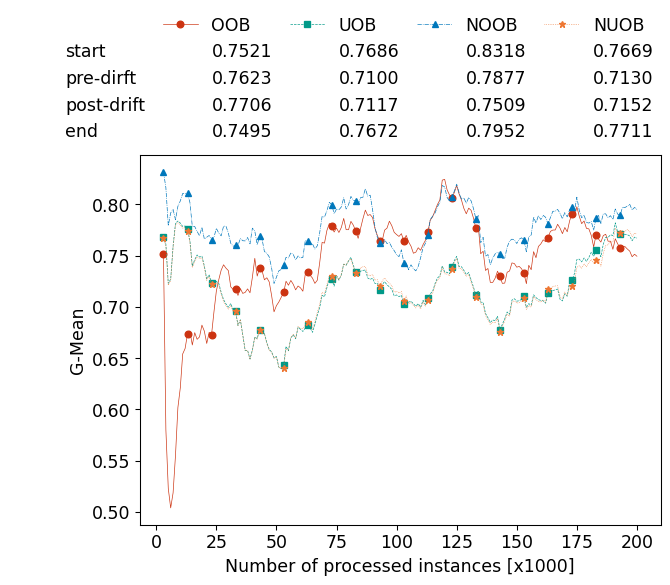 OOB UOB NOOB NUOB
start 0.7521 0.7686 0.8318 0.7669
pre-dirft 0.7623 0.7100 0.7877 0.7130
post-drift 0.7706 0.7117 0.7509 0.7152
end 0.7495 0.7672 0.7952 0.7711
0.80
0.75
0.70
0.65
0.60
0.55
0.50
G-Mean
0 25 50 75 100 125 150 175 200
Number of processed instances [x1000]